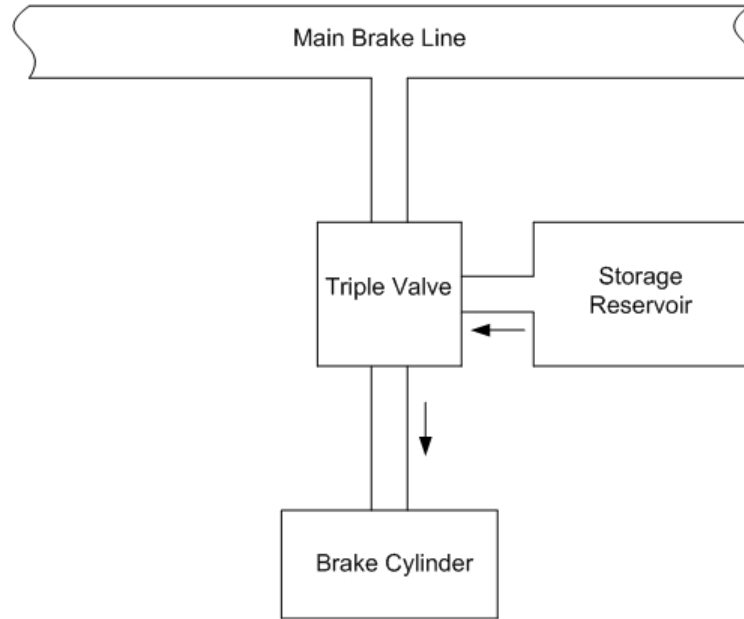 Main Brake Line
Triple Valve
Storage
Reservoir
Brake Cylinder